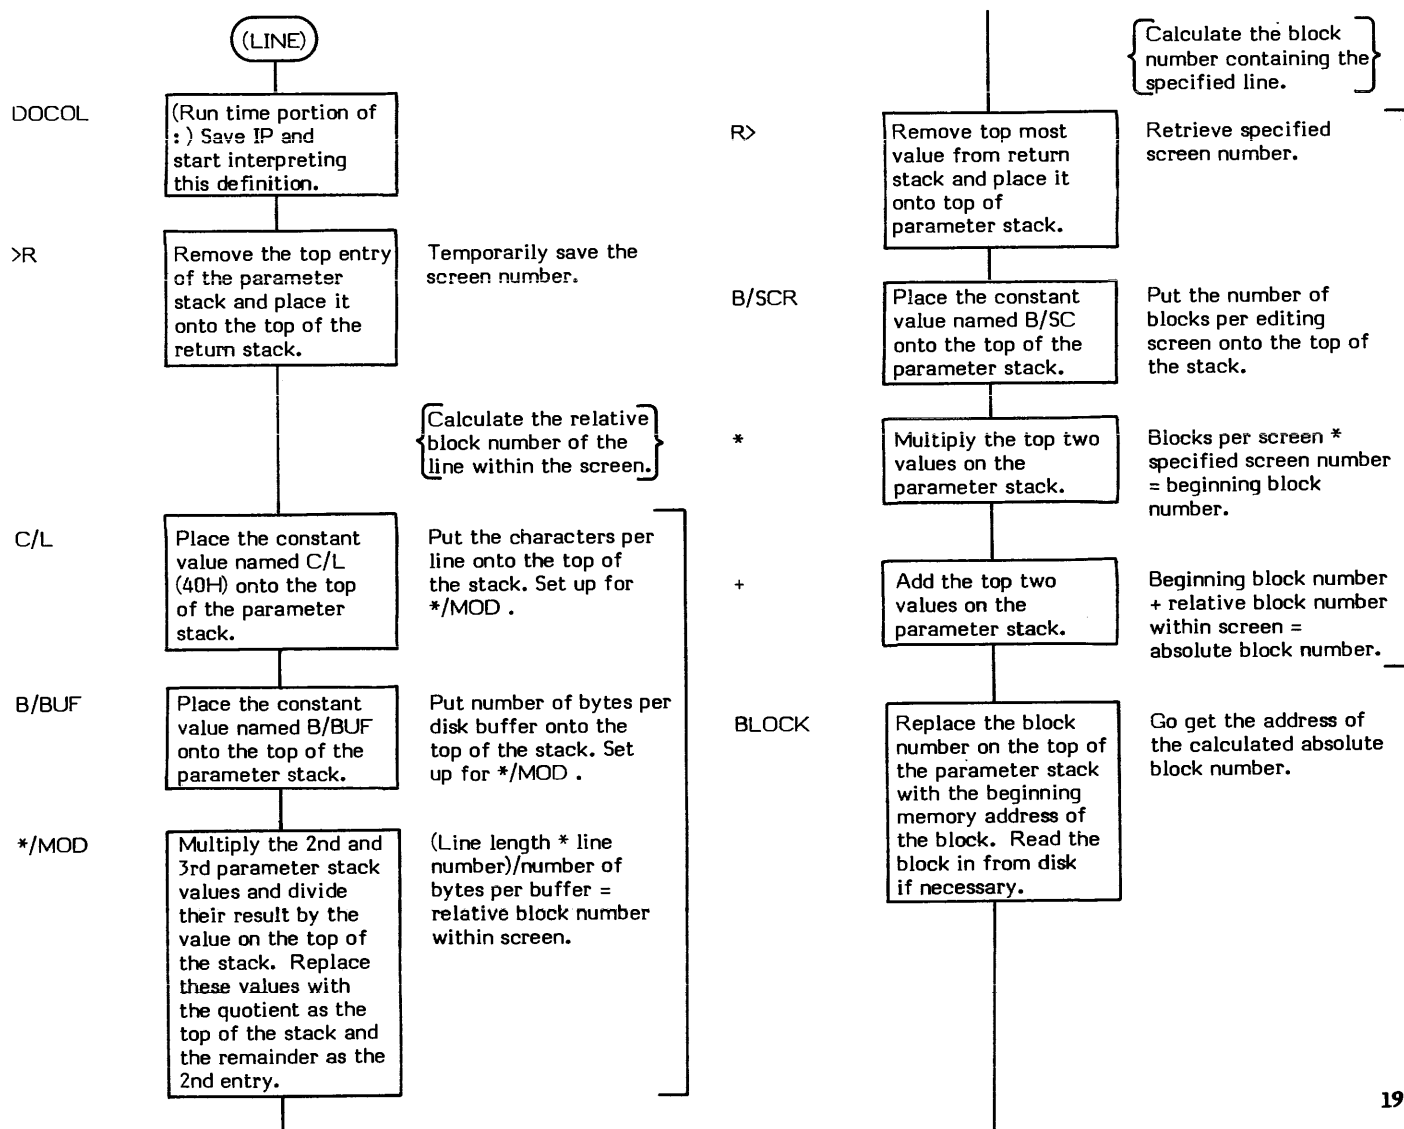 (LINE)
DOCOL
(Run time portion of
: ) Save IP and
start interpreting
this definition.
>R
Remove the top entry
of the parameter
stack and place it
onto the top of the
return stack.
Temporarily save the
screen number.
Calculate the relative
block number of the
line within the screen.
C/L
Place the constant
value named C/L
(40H) onto the top
of the parameter
stack.
Put the characters per
line onto the top of
the stack. Set up for
*/MOD .
B/BUF
Place the constant
value named B/BUF
onto the top of the
parameter stack.
Put number of bytes per
disk buffer onto the
top of the stack. Set
up for */MOD .
*/MOD
Multiply the 2nd and
3rd parameter stack
values and divide
their result by the
value on the top of
the stack. Replace
these values with
the quotient as the
top of the stack and
the remainder as the
2nd entry.
(Line length * line
number)/number of
bytes per buffer =
relative block number
within screen.
Calculate the block
number containing the
specified line.
R>
Remove top most
value from return
stack and place it
onto top of
parameter stack.
Retrieve specified
screen number.
B/SCR
Place the constant
value named B/SC
onto the top of the
parameter stack.
Put the number of
blocks per editing
screen onto the top of
the stack.
*
Multiply the top two
values on the
parameter stack.
Blocks per screen *
specified screen number
= beginning block
number.
+
Add the top two
values on the
parameter stack.
Beginning block number
+ relative block number
within screen =
absolute block number.
BLOCK
Replace the block
number on the top of
the parameter stack
with the beginning
memory address of
the block. Read the
block in from disk
if necessary.
Go get the address of
the calculated absolute
block number.
19